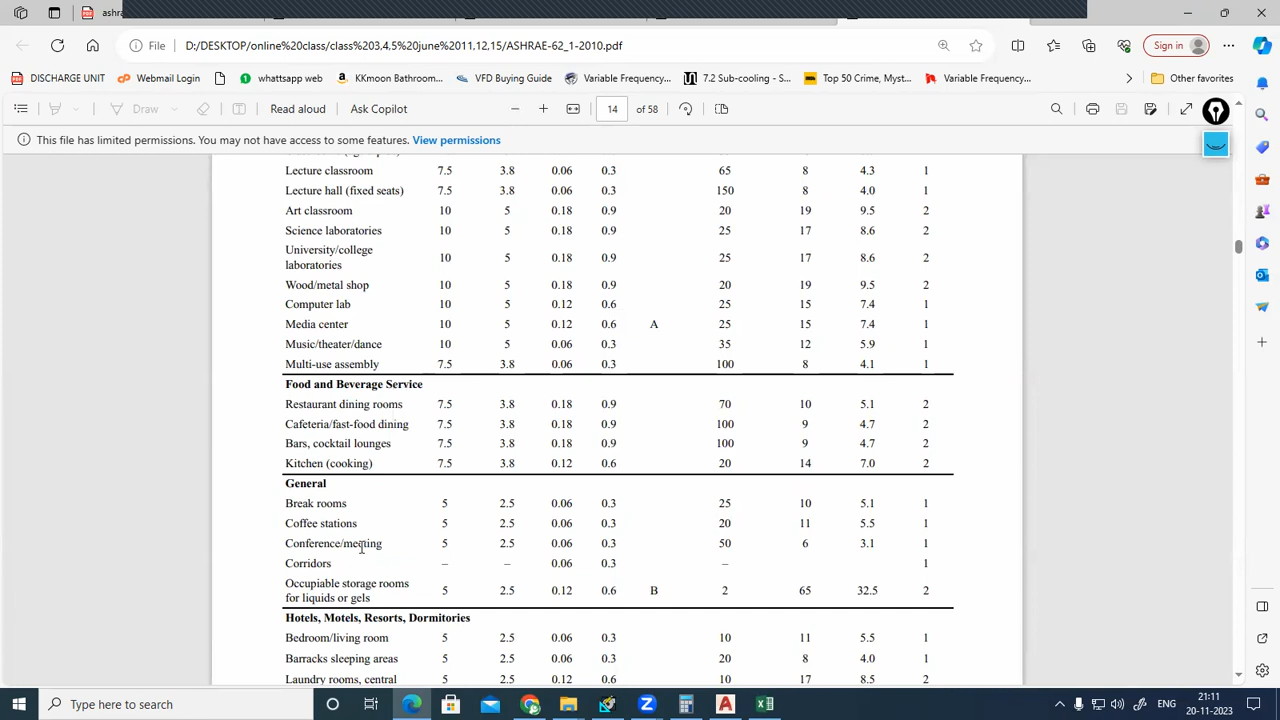 ashra
File
D:/DESKTOP/online%20class/class%203,4,5%20june%2011,12,15/ASHRAE-62_1-2010.pdf
Sign in
DISCHARGE UNIT
Webmail Login
whattsapp web
KKmoon Bathroom...
VFD Buying Guide
Variable Frequency...
7.2 Sub-cooling – S...
Top 50 Crime, Myst...
Variable Frequency...
Other favorites
Draw
Read aloud
Ask Copilot
14 of 58
This file has limited permissions. You may not have access to some features. View permissions
Lecture classroom 7.5 3.8 0.06 0.3 65 8 4.3 1
Lecture hall (fixed seats) 7.5 3.8 0.06 0.3 150 8 4.0 1
Art classroom 10 5 0.18 0.9 20 19 9.5 2
Science laboratories 10 5 0.18 0.9 25 17 8.6 2
University/college
laboratories 10 5 0.18 0.9 25 17 8.6 2
Wood/metal shop 10 5 0.18 0.9 20 19 9.5 2
Computer lab 10 5 0.12 0.6 25 15 7.4 1
Media center 10 5 0.12 0.6 A 25 15 7.4 1
Music/theater/dance 10 5 0.06 0.3 35 12 5.9 1
Multi-use assembly 7.5 3.8 0.06 0.3 100 8 4.1 1
Food and Beverage Service
Restaurant dining rooms 7.5 3.8 0.18 0.9 70 10 5.1 2
Cafeteria/fast-food dining 7.5 3.8 0.18 0.9 100 9 4.7 2
Bars, cocktail lounges 7.5 3.8 0.18 0.9 100 9 4.7 2
Kitchen (cooking) 7.5 3.8 0.12 0.6 20 14 7.0 2
General
Break rooms 5 2.5 0.06 0.3 25 10 5.1 1
Coffee stations 5 2.5 0.06 0.3 20 11 5.5 1
Conference/meeting 5 2.5 0.06 0.3 50 6 3.1 1
Corridors – – 0.06 0.3 – 1
Occupiable storage rooms
for liquids or gels 5 2.5 0.12 0.6 B 2 65 32.5 2
Hotels, Motels, Resorts, Dormitories
Bedroom/living room 5 2.5 0.06 0.3 10 11 5.5 1
Barracks sleeping areas 5 2.5 0.06 0.3 20 8 4.0 1
Laundry rooms, central 5 2.5 0.12 0.6 10 17 8.5 2
Type here to search
ENG
21:11
20-11-2023